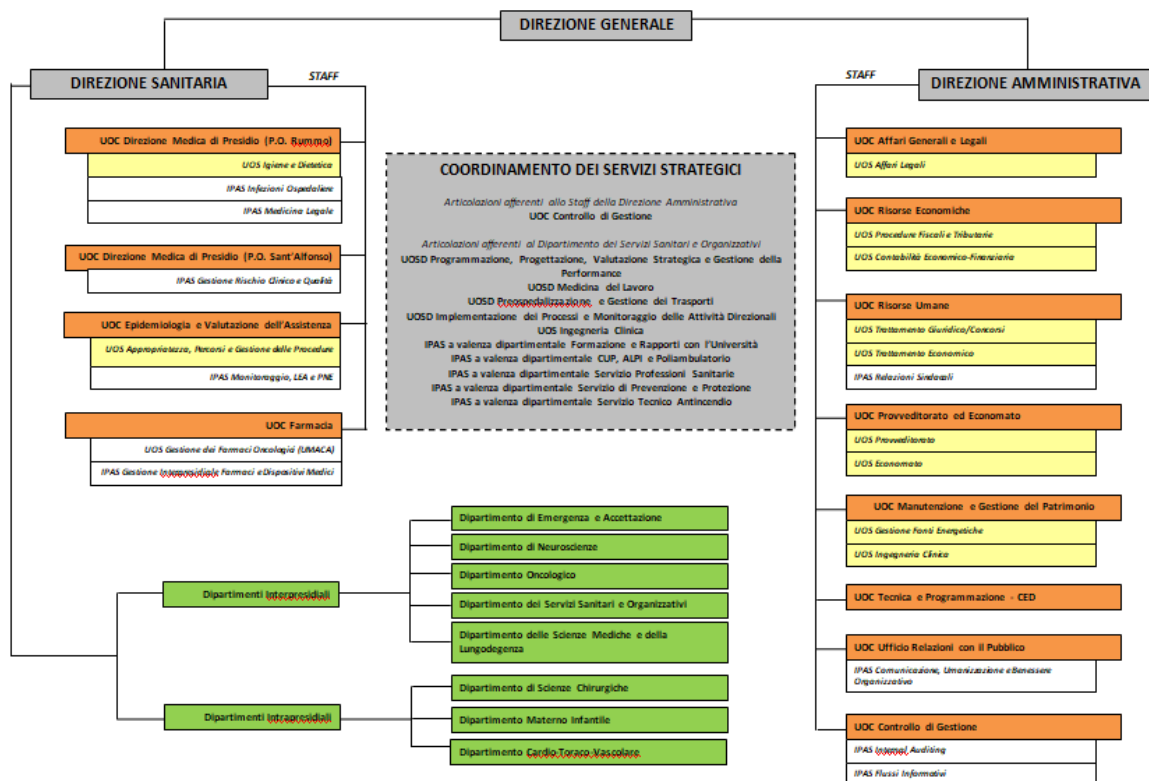 DIREZIONE GENERALE
DIREZIONE SANITARIA
STAFF
STAFF
DIREZIONE AMMINISTRATIVA
UOC Direzione Medica di Presidio (P.O. Rummo)
UOS Igiene e Dietetica
IPAS Infezioni Ospedaliere
IPAS Medicina Legale
UOC Direzione Medica di Presidio (P.O. Sant'Alfonso)
IPAS Gestione Rischio Clinico e Qualità
UOC Epidemiologia e Valutazione dell'Assistenza
UOS Appropriatezza, Percorsi e Gestione delle Procedure
IPAS Monitoraggio, LEA e PNE
UOC Farmacia
UOS Gestione dei Farmaci Oncologici (UMACA)
IPAS Gestione Interpresidiale Farmaci e Dispositivi Medici
COORDINAMENTO DEI SERVIZI STRATEGICI
Articolazioni afferenti allo Staff della Direzione Amministrativa
UOC Controllo di Gestione
Articolazioni afferenti al Dipartimento dei Servizi Sanitari e Organizzativi
UOSD Programmazione, Progettazione, Valutazione Strategica e Gestione della
Performance
UOSD Medicina del Lavoro
UOSD Preospedalizzazione e Gestione dei Trasporti
UOSD Implementazione dei Processi e Monitoraggio delle Attività Direzionali
UOS Ingegneria Clinica
IPAS a valenza dipartimentale Formazione e Rapporti con l'Università
IPAS a valenza dipartimentale CUP, ALPI e Poliambulatorio
IPAS a valenza dipartimentale Servizio Professioni Sanitarie
IPAS a valenza dipartimentale Servizio di Prevenzione e Protezione
IPAS a valenza dipartimentale Servizio Tecnico Antincendio
UOC Affari Generali e Legali
UOS Affari Legali
UOC Risorse Economiche
UOS Procedure Fiscali e Tributarie
UOS Contabilità Economico-Finanziaria
UOC Risorse Umane
UOS Trattamento Giuridico/Concorsi
UOS Trattamento Economico
IPAS Relazioni Sindacali
UOC Provveditorato ed Economato
UOS Provveditorato
UOS Economato
UOC Manutenzione e Gestione del Patrimonio
UOS Gestione Fonti Energetiche
UOS Ingegneria Clinica
UOC Tecnica e Programmazione - CED
UOC Ufficio Relazioni con il Pubblico
IPAS Comunicazione, Umanizzazione e Benessere
Organizzativo
UOC Controllo di Gestione
IPAS Internal Auditing
IPAS Flussi Informativi
Dipartimenti Interpresidiali
Dipartimento di Emergenza e Accettazione
Dipartimento di Neuroscienze
Dipartimento Oncologico
Dipartimento dei Servizi Sanitari e Organizzativi
Dipartimento delle Scienze Mediche e della
Lungodegenza
Dipartimenti Intrapresidiali
Dipartimento di Scienze Chirurgiche
Dipartimento Materno Infantile
Dipartimento Cardio-Toraco-Vascolare